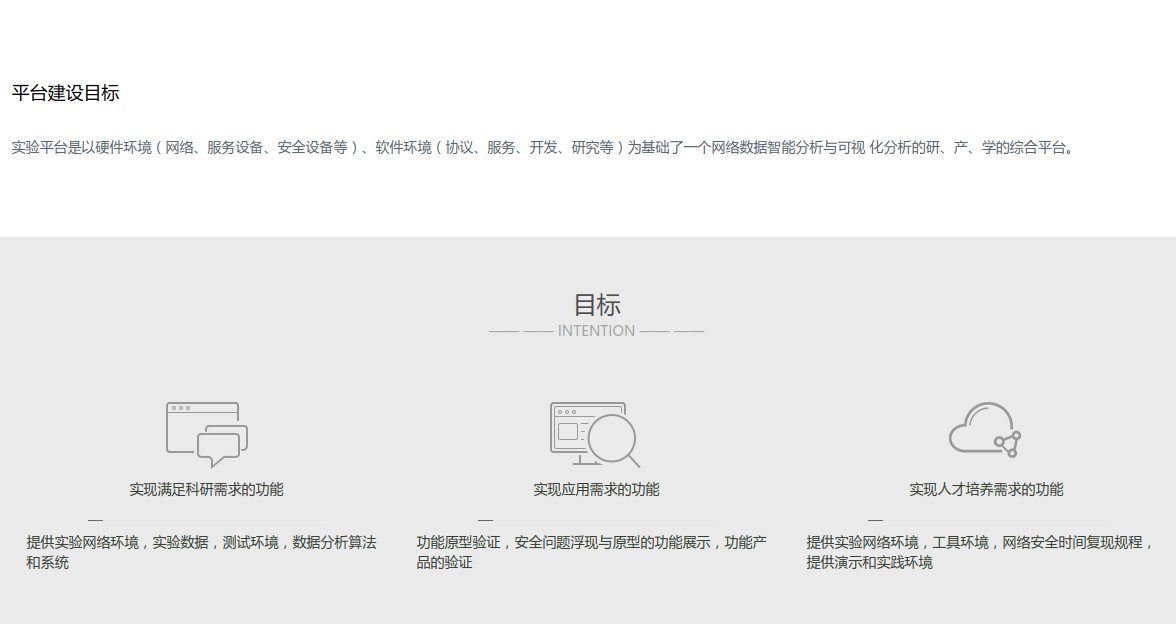 平台建设目标
实验平台是以硬件环境（网络、服务设备、安全设备等）、软件环境（协议、服务、开发、研究等）为基础了一个网络数据智能分析与可视 化分析的研、产、学的综合平台。
目标
—— —— INTENTION —— ——
实现满足科研需求的功能
实现应用需求的功能
实现人才培养需求的功能
提供实验网络环境，实验数据，测试环境，数据分析算法
和系统
功能原型验证，安全问题浮现与原型的功能展示，功能产
品的验证
提供实验网络环境，工具环境，网络安全时间复现规程，
提供演示和实践环境